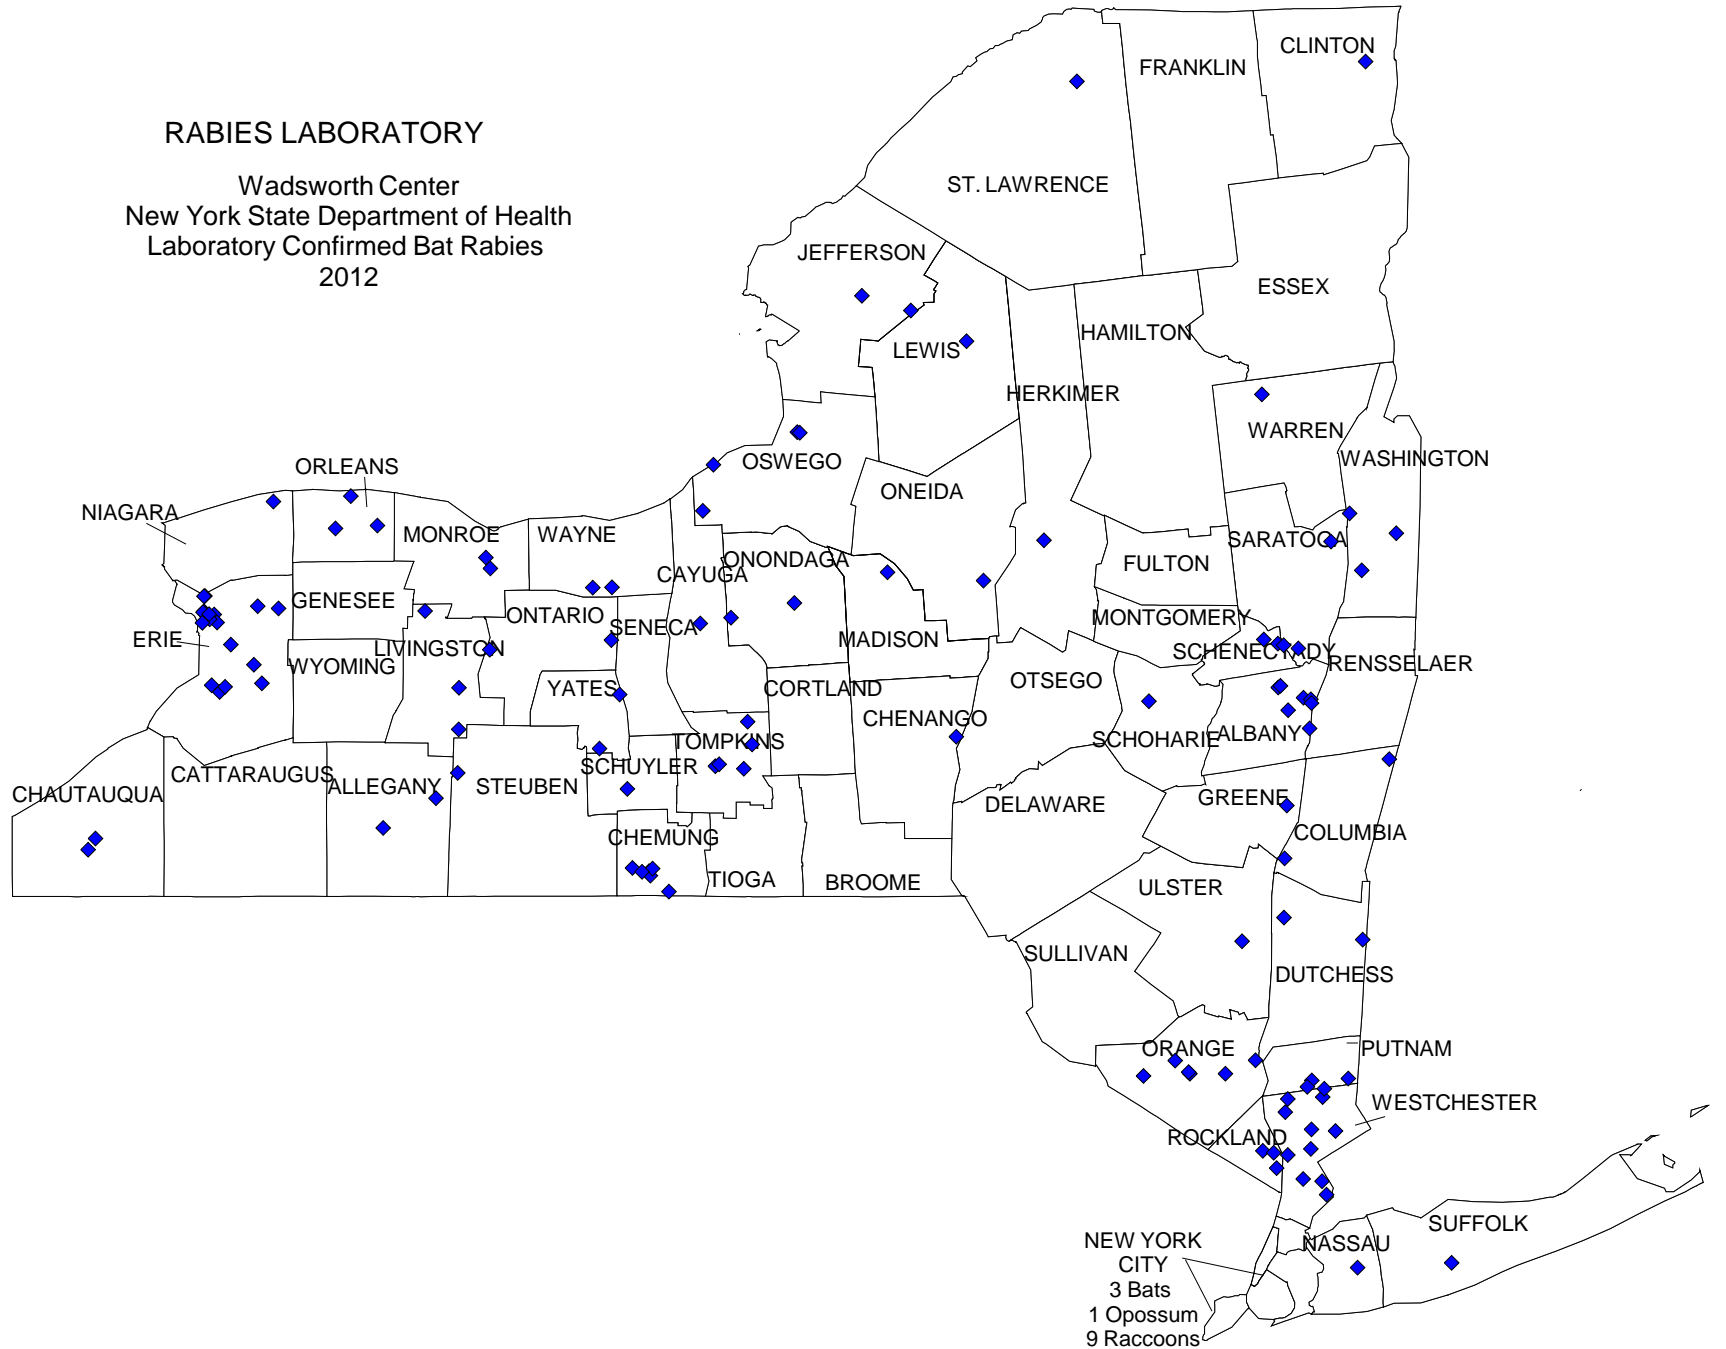 RABIES LABORATORY
Wadsworth Center
New York State Department of Health
Laboratory Confirmed Bat Rabies
2012
CLINTON
FRANKLIN
ST. LAWRENCE
JEFFERSON
ESSEX
HAMILTON
LEWIS
HERKIMER
WARREN
WASHINGTON
OSWEGO
ORLEANS
ONEIDA
NIAGARA
MONROE
WAYNE
SARATOGA
ONONDAGA
FULTON
CAYUGA
GENESEE
ONTARIO
MONTGOMERY
SENECA
ERIE
MADISON
LIVINGSTON
SCHENECTADY
WYOMING
RENSSELAER
OTSEGO
YATES
CORTLAND
CHENANGO
ALBANY
SCHOHARIE
TOMPKINS
SCHUYLER
CATTARAUGUS
ALLEGANY
STEUBEN
CHAUTAUQUA
GREENE
DELAWARE
COLUMBIA
CHEMUNG
TIOGA
BROOME
ULSTER
SULLIVAN
DUTCHESS
ORANGE
PUTNAM
WESTCHESTER
ROCKLAND
SUFFOLK
NASSAU
NEW YORK
CITY
3 Bats
1 Opossum
9 Raccoons